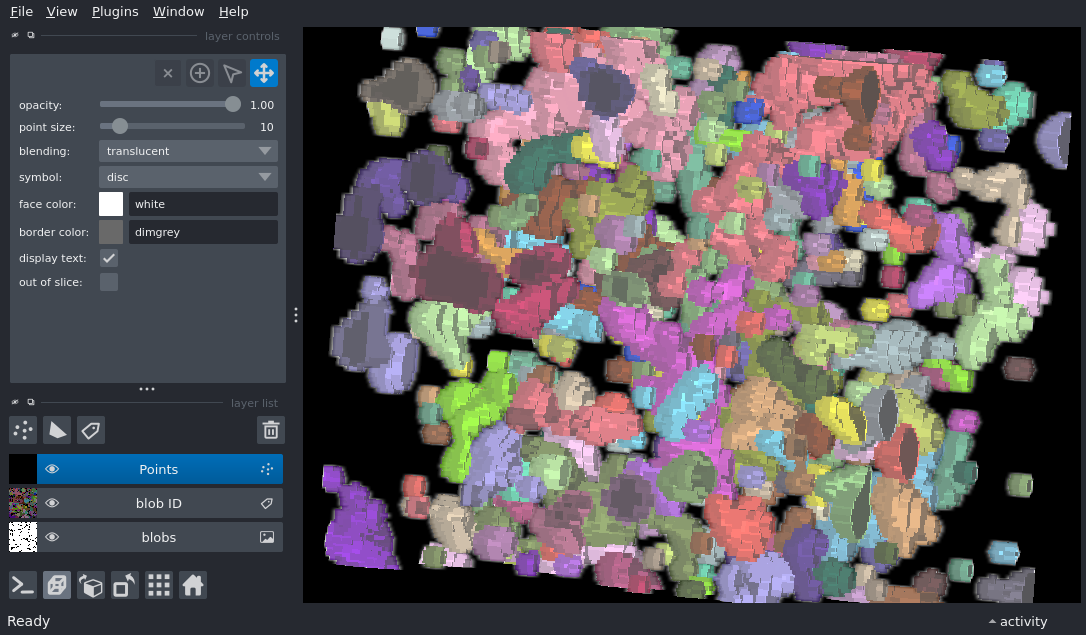 File View Plugins Window Help
layer controls
opacity: 1.00
point size: 10
blending: translucent
symbol: disc
face color: white
border color: dimgrey
display text:
out of slice:
layer list
Points
blob ID
blobs
Ready activity